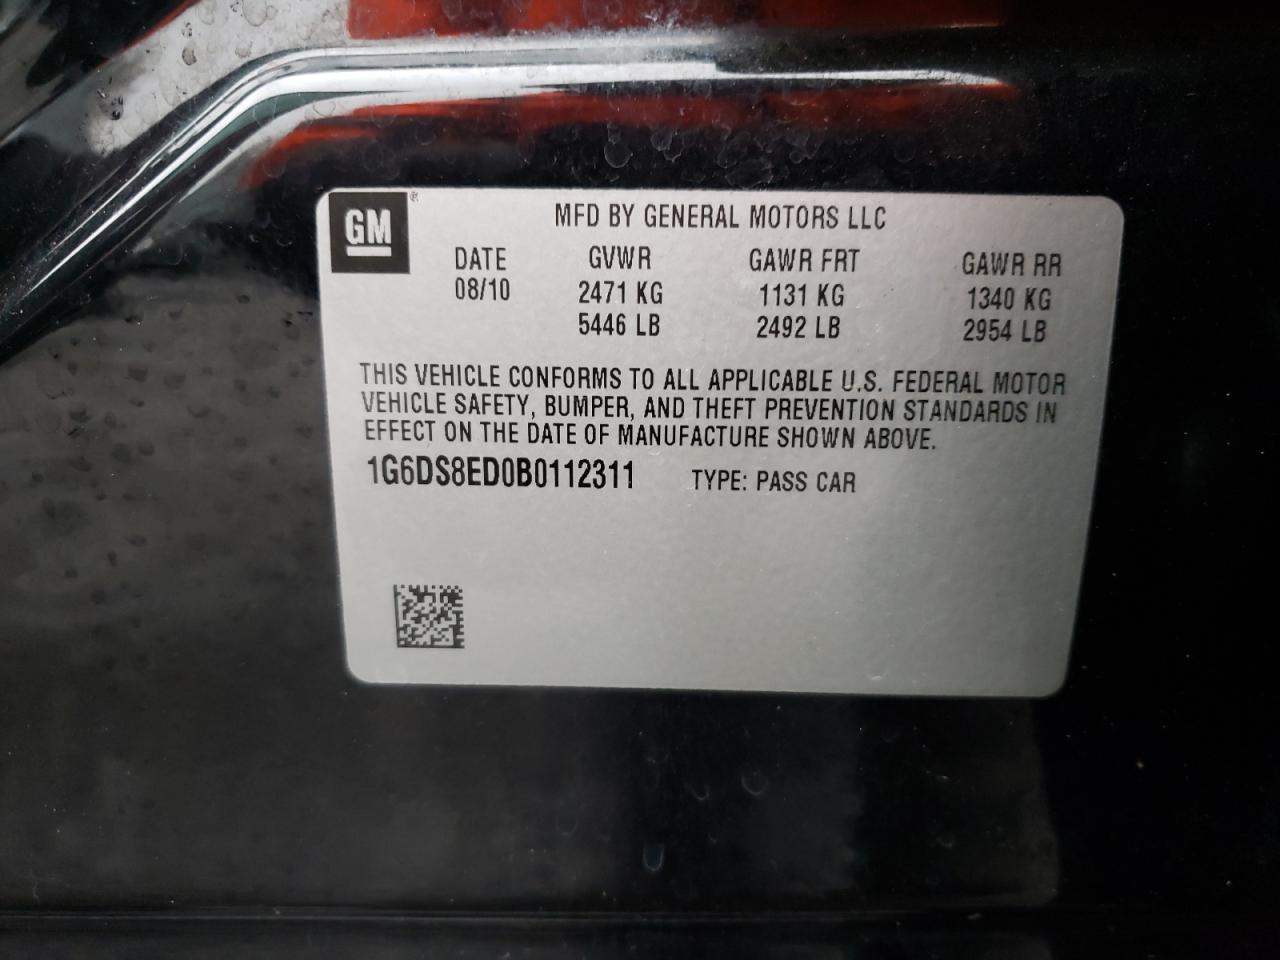 GM ®
MFD BY GENERAL MOTORS LLC
DATE GVWR GAWR FRT GAWR RR
08/10 2471 KG 1131 KG 1340 KG
5446 LB 2492 LB 2954 LB
THIS VEHICLE CONFORMS TO ALL APPLICABLE U.S. FEDERAL MOTOR
VEHICLE SAFETY, BUMPER, AND THEFT PREVENTION STANDARDS IN
EFFECT ON THE DATE OF MANUFACTURE SHOWN ABOVE.
1G6DS8ED0B0112311 TYPE: PASS CAR